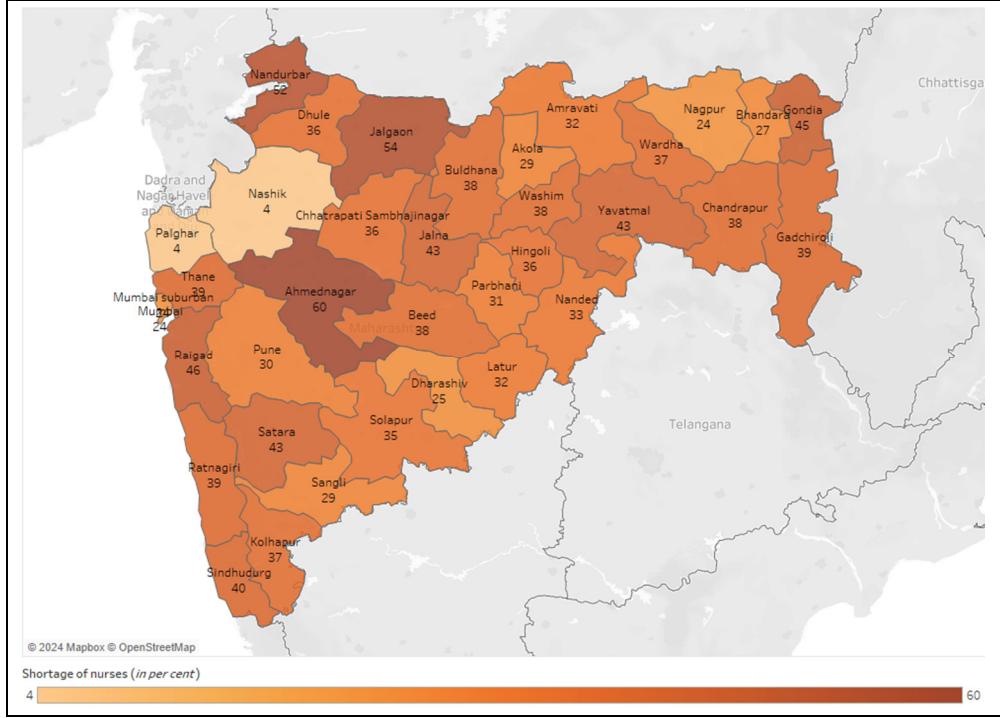 Chhattisga
Nandurbar
52
Dhule
36
Jalgaon
54
Amravati
32
Nagpur
24
Bhandara
27
Gondia
45
Akola
29
Wardha
37
Buldhana
38
Dadra and
Nagar Haveli
Nashik
4
Washim
38
Yavatmal
43
Chandrapur
38
Chhatrapati Sambhajinagar
36
Jalna
43
Palghar
4
Hingoli
36
Gadchiroli
39
Thane
39
Parbhani
31
Ahmednagar
60
Mumbai suburban
Mumbai
24
Nanded
33
Beed
38
Maharashtra
Raigad
46
Pune
30
Latur
32
Dharashiv
25
Solapur
35
Telangana
Satara
43
Ratnagiri
39
Sangli
29
Kolhapur
37
Sindhudurg
40
© 2024 Mapbox © OpenStreetMap
Shortage of nurses (in per cent)
4
60